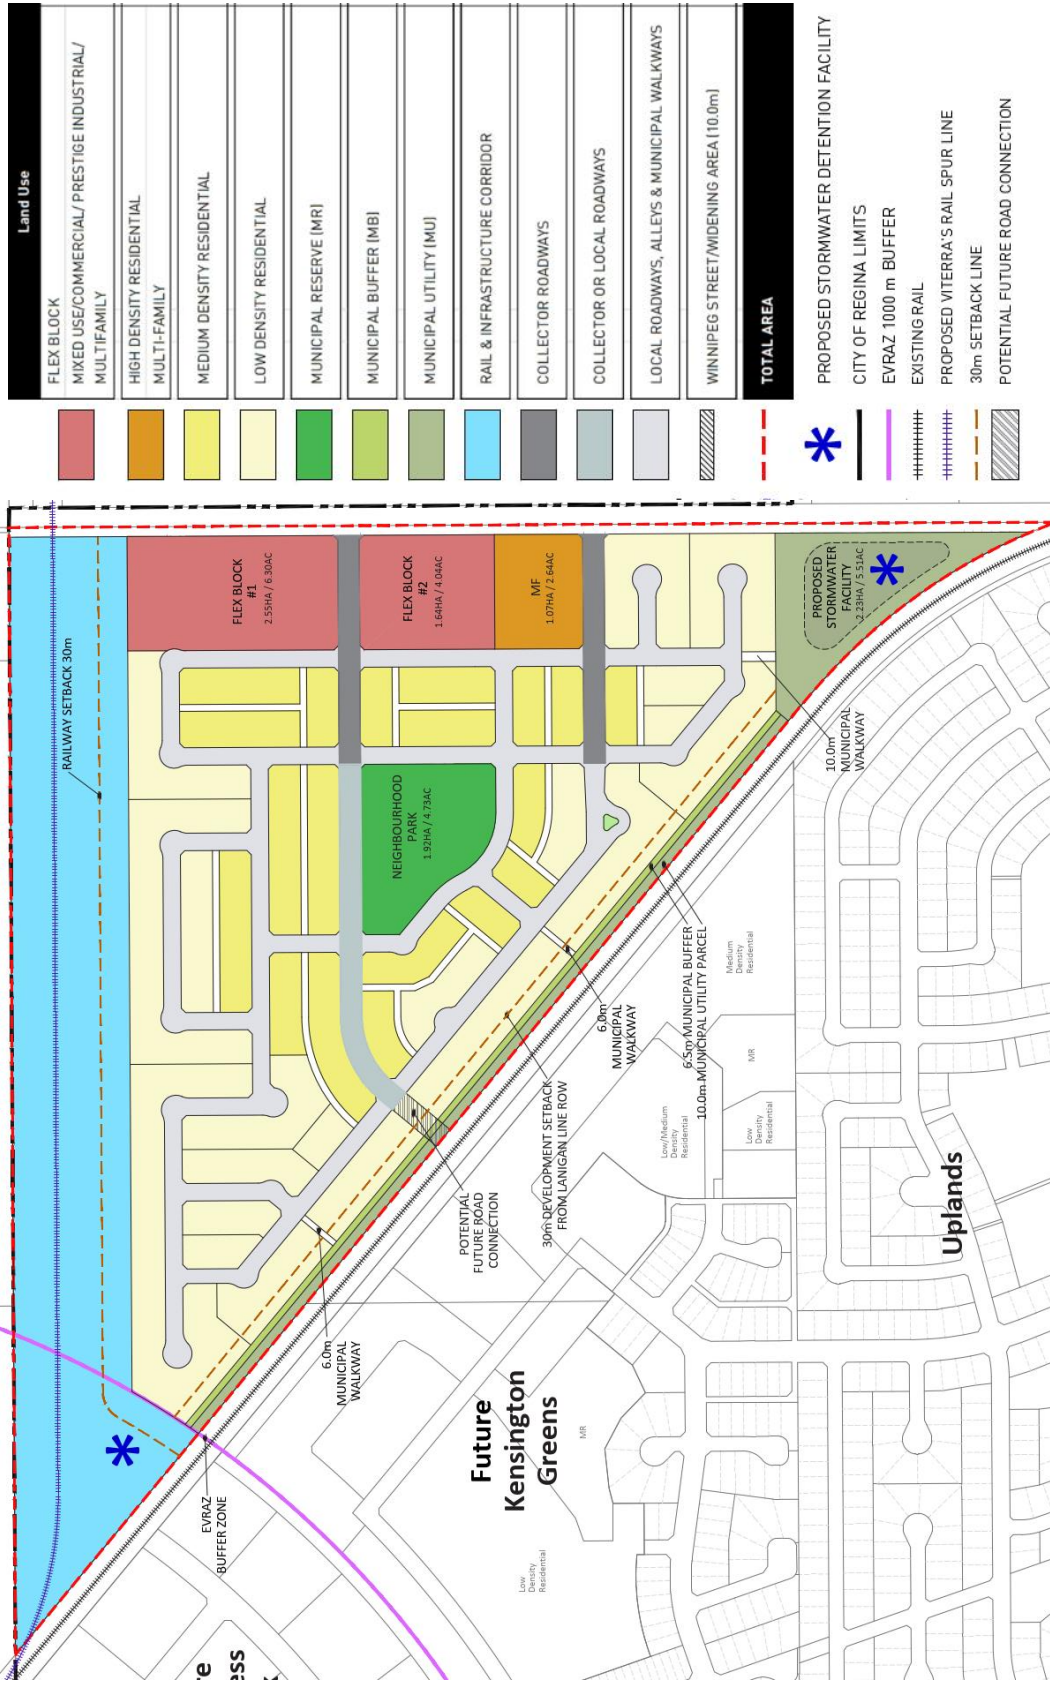 Land Use
FLEX BLOCK
MIXED USE/COMMERCIAL/ PRESTIGE INDUSTRIAL/
MULTIFAMILY
HIGH DENSITY RESIDENTIAL
MULTI-FAMILY
MEDIUM DENSITY RESIDENTIAL
LOW DENSITY RESIDENTIAL
MUNICIPAL RESERVE (MR)
MUNICIPAL BUFFER (MB)
MUNICIPAL UTILITY (MU)
RAIL & INFRASTRUCTURE CORRIDOR
COLLECTOR ROADWAYS
COLLECTOR OR LOCAL ROADWAYS
LOCAL ROADWAYS, ALLEYS & MUNICIPAL WALKWAYS
WINNIPEG STREET/WIDENING AREA (10.0m)
TOTAL AREA
PROPOSED STORMWATER DETENTION FACILITY
CITY OF REGINA LIMITS
EVRAZ 1000 m BUFFER
EXISTING RAIL
PROPOSED VITERRA'S RAIL SPUR LINE
30m SETBACK LINE
POTENTIAL FUTURE ROAD CONNECTION
RAILWAY SETBACK 30m
FLEX BLOCK
#1
2.55HA / 6.30AC
FLEX BLOCK
#2
1.64HA / 4.04AC
MF
1.07HA / 2.64AC
PROPOSED
STORMWATER
FACILITY
2.23HA / 5.51AC
NEIGHBOURHOOD
PARK
1.92HA / 4.73AC
10.0m
MUNICIPAL
WALKWAY
6.5m MUNICIPAL BUFFER
10.0m MUNICIPAL UTILITY PARCEL
6.0m
MUNICIPAL
WALKWAY
30m DEVELOPMENT SETBACK
FROM LANIGAN LINE ROW
POTENTIAL
FUTURE ROAD
CONNECTION
6.0m
MUNICIPAL
WALKWAY
EVRAZ
BUFFER ZONE
Medium
Density
Residential
MR
MR
Low/Medium
Density
Residential
Low
Density
Residential
Uplands
Future
Kensington
Greens
MR
Low
Density
Residential
re
ess